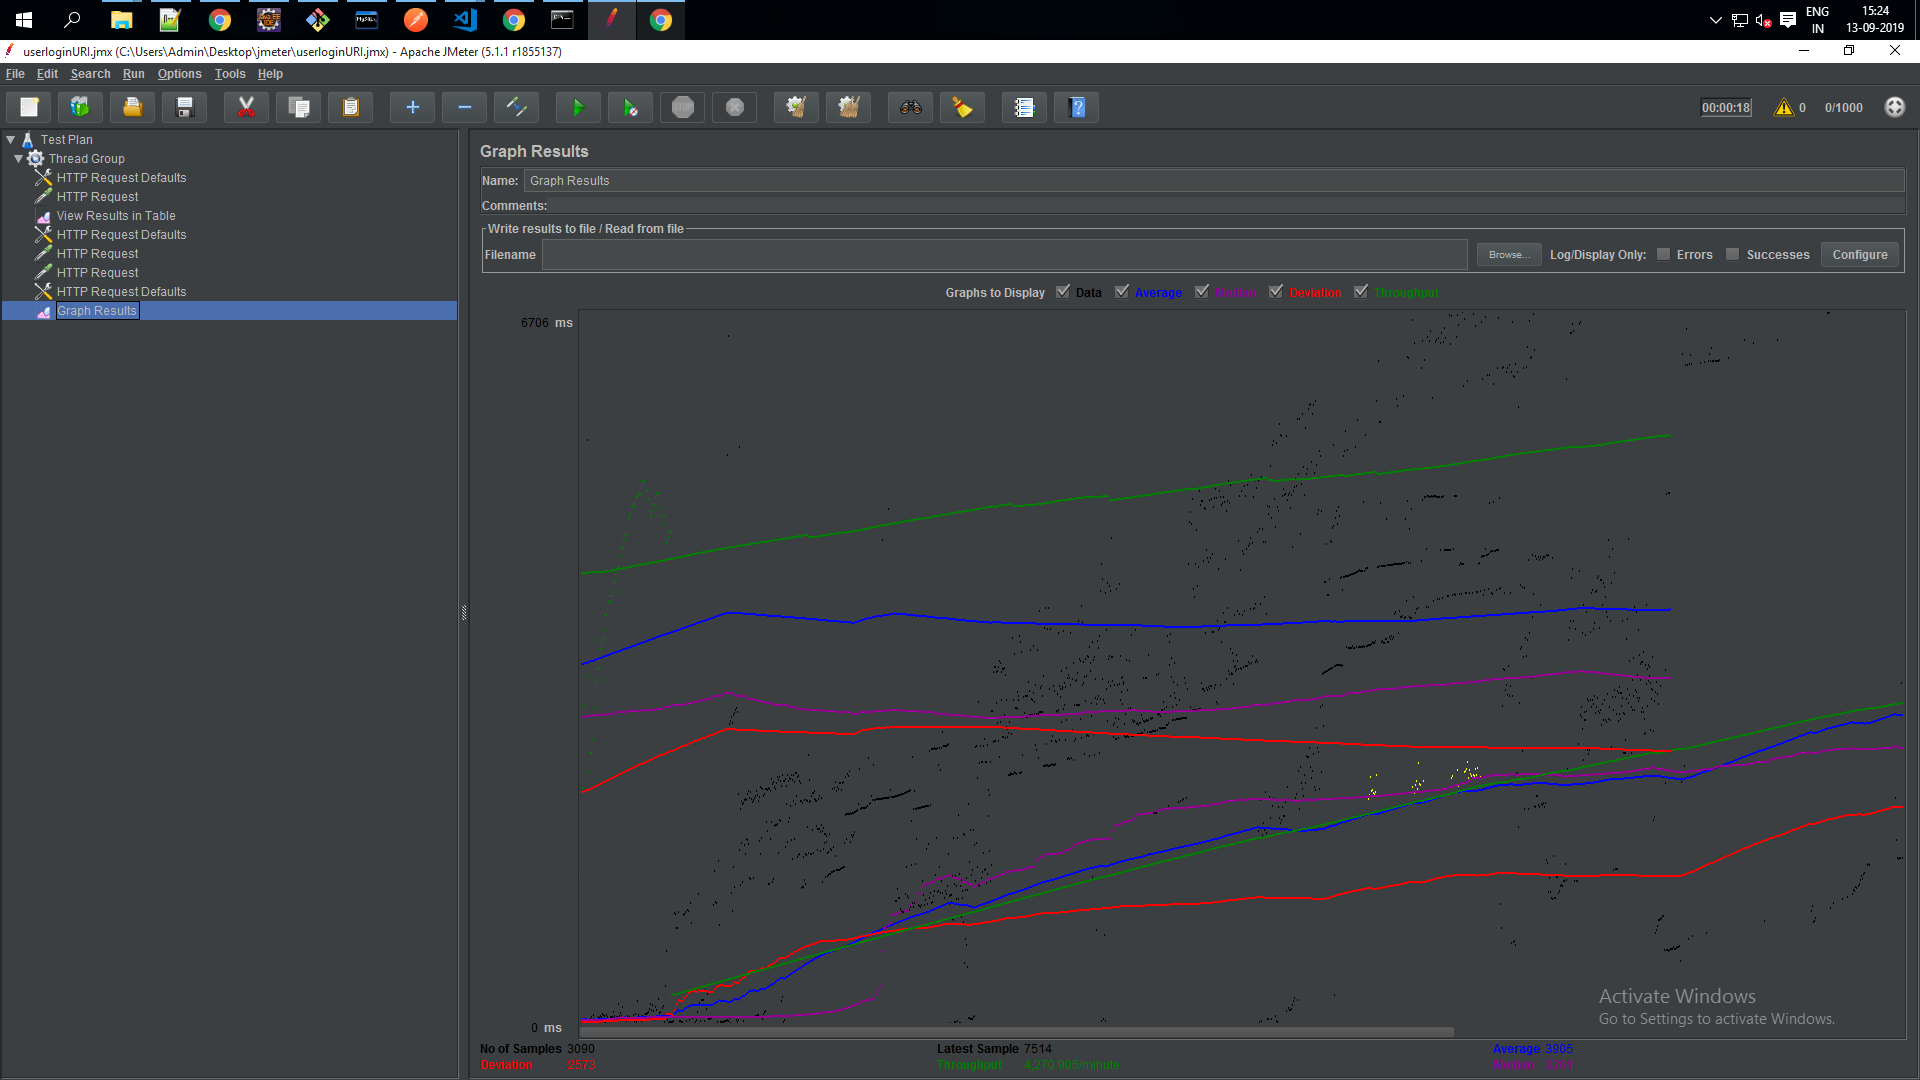 ENG
IN
15:24
13-09-2019
userloginURI.jmx (C:\Users\Admin\Desktop\jmeter\userloginURI.jmx) - Apache JMeter (5.1.1 r1855137)
File Edit Search Run Options Tools Help
STOP
00:00:18 0 0/1000
Test Plan
Thread Group
HTTP Request Defaults
HTTP Request
View Results in Table
HTTP Request Defaults
HTTP Request
HTTP Request
HTTP Request Defaults
Graph Results
Graph Results
Name: Graph Results
Comments:
Write results to file / Read from file
Filename Browse... Log/Display Only: Errors Successes Configure
Graphs to Display Data Average Median Deviation Throughput
6706 ms
0 ms
No of Samples 3090 Latest Sample 7514 Average 3905
Deviation 2573 Throughput 4,270.005/minute Median
Activate Windows
Go to Settings to activate Windows.